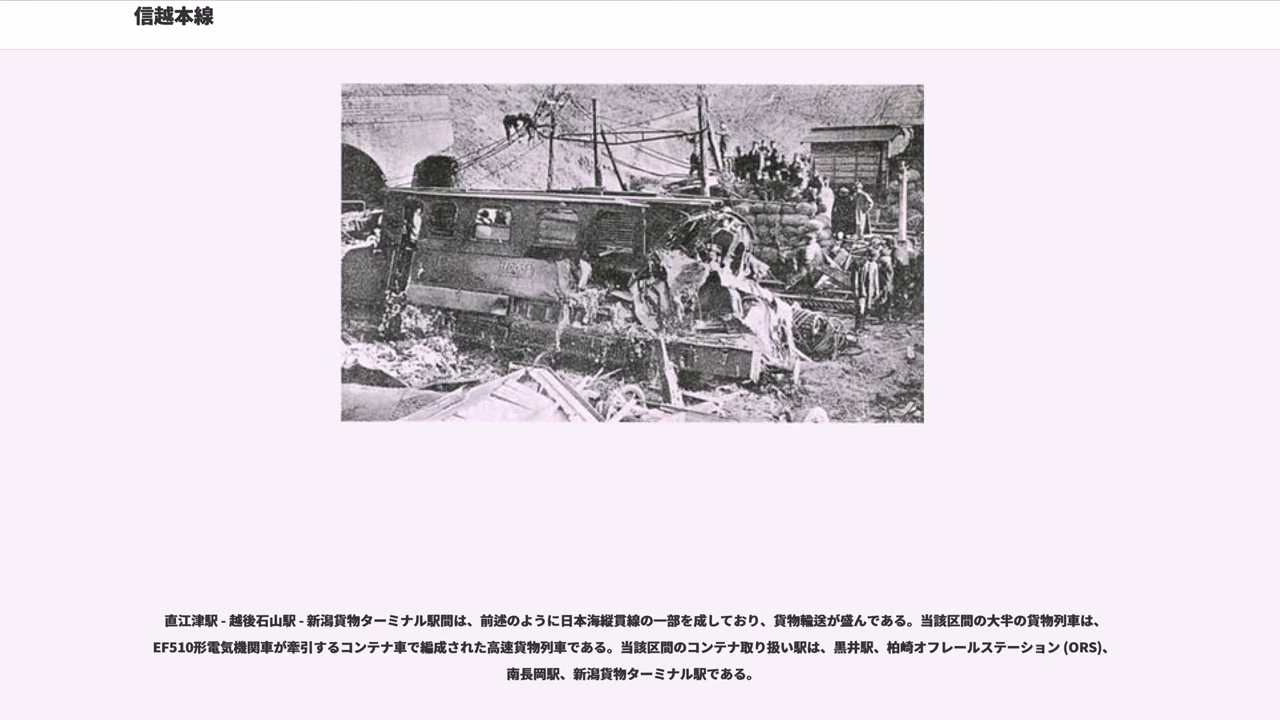 信越本線
直江津駅 - 越後石山駅 - 新潟貨物ターミナル駅間は、前述のように日本海縦貫線の一部を成しており、貨物輸送が盛んである。当該区間の大半の貨物列車は、
EF510形電気機関車が牽引するコンテナ車で編成された高速貨物列車である。当該区間のコンテナ取り扱い駅は、黒井駅、柏崎オフレールステーション (ORS)、
南長岡駅、新潟貨物ターミナル駅である。